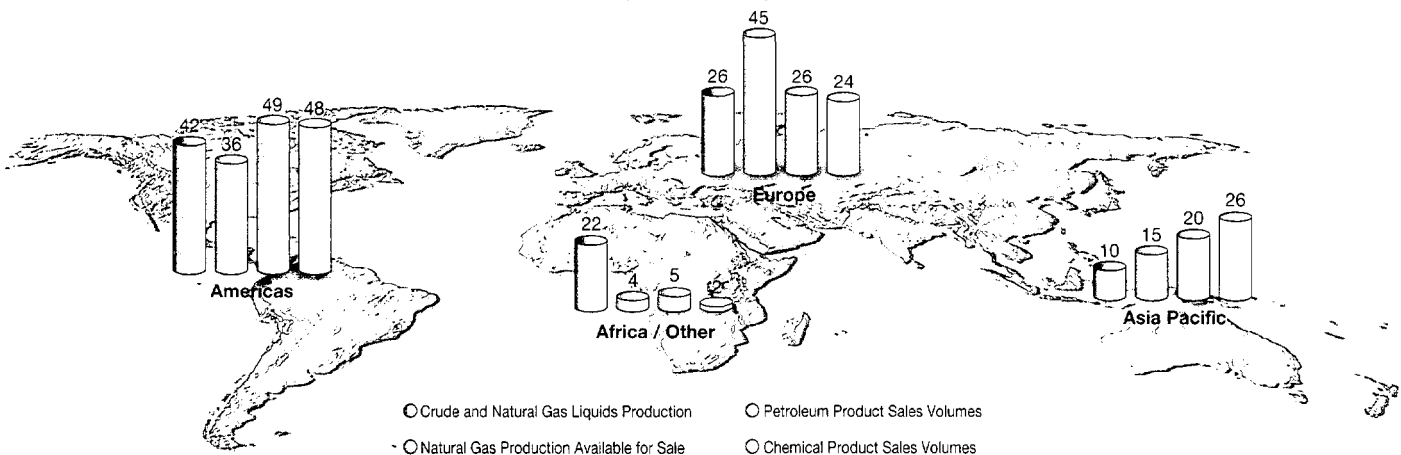 45
26 26 24
49 48
42
36
Europe
26
22
20
15
10
4 5 2
Americas
Africa / Other
Asia Pacific
Crude and Natural Gas Liquids Production
Petroleum Product Sales Volumes
Natural Gas Production Available for Sale
Chemical Product Sales Volumes